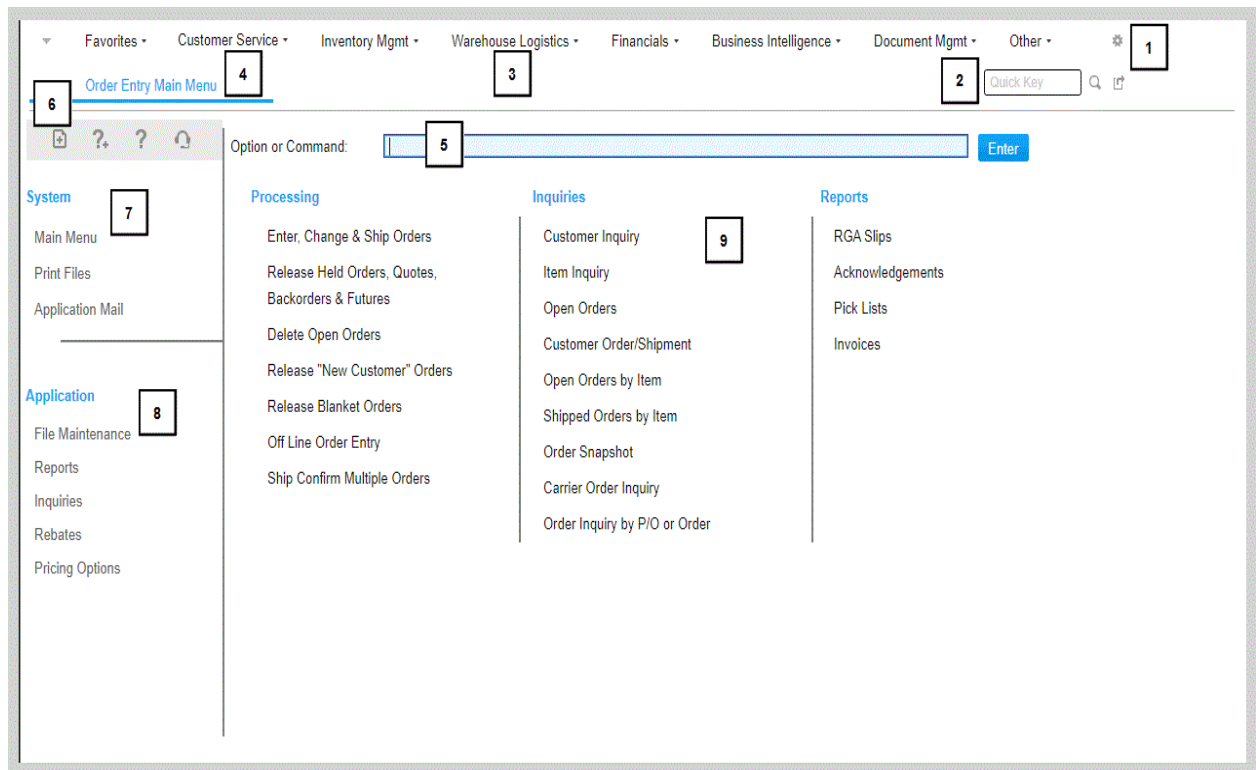 Favorites Customer Service Inventory Mgmt Warehouse Logistics Financials Business Intelligence Document Mgmt Other 1
6 Order Entry Main Menu 4 3 2 Quick Key
Option or Command: 5 Enter
System 7
Main Menu
Print Files
Application Mail
Application 8
File Maintenance
Reports
Inquiries
Rebates
Pricing Options
Processing
Enter, Change & Ship Orders
Release Held Orders, Quotes,
Backorders & Futures
Delete Open Orders
Release "New Customer" Orders
Release Blanket Orders
Off Line Order Entry
Ship Confirm Multiple Orders
Inquiries
Customer Inquiry 9
Item Inquiry
Open Orders
Customer Order/Shipment
Open Orders by Item
Shipped Orders by Item
Order Snapshot
Carrier Order Inquiry
Order Inquiry by P/O or Order
Reports
RGA Slips
Acknowledgements
Pick Lists
Invoices